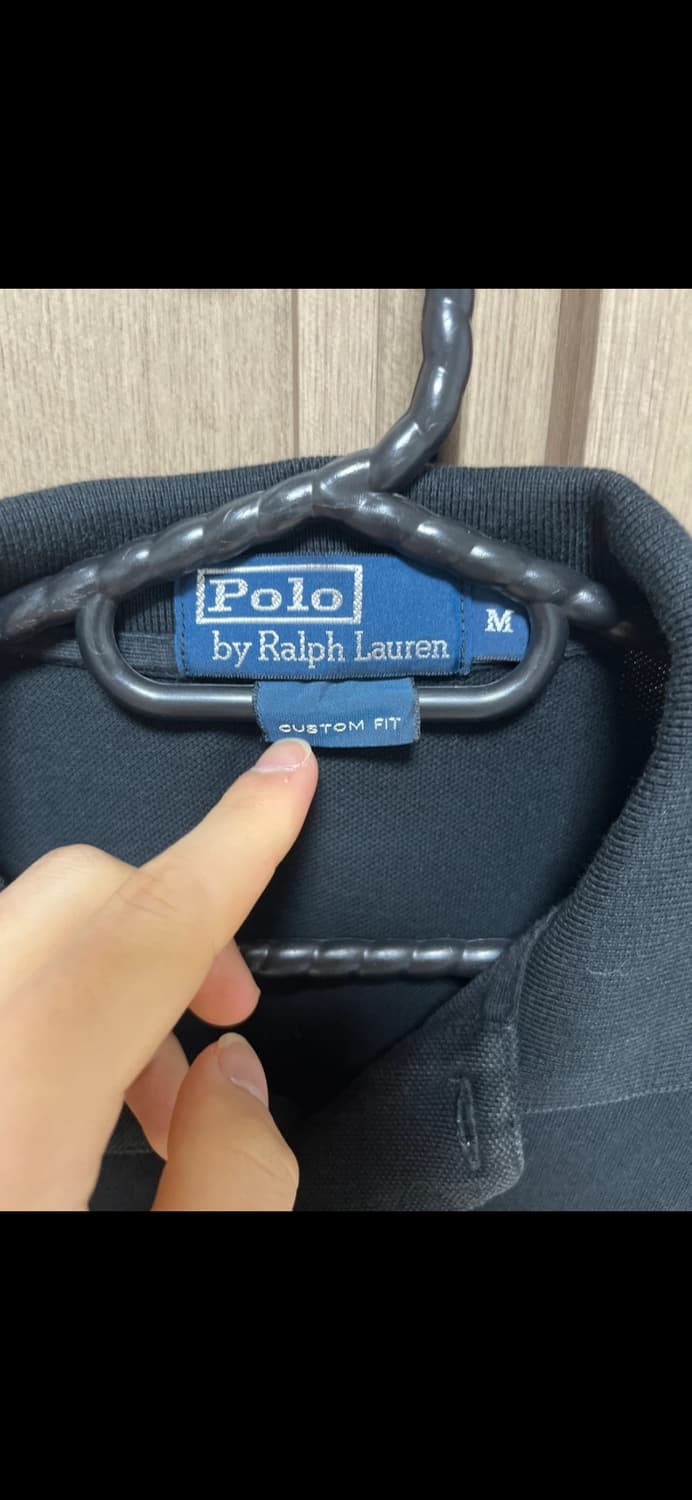 Polo
by Ralph Lauren
M
CUSTOM FIT